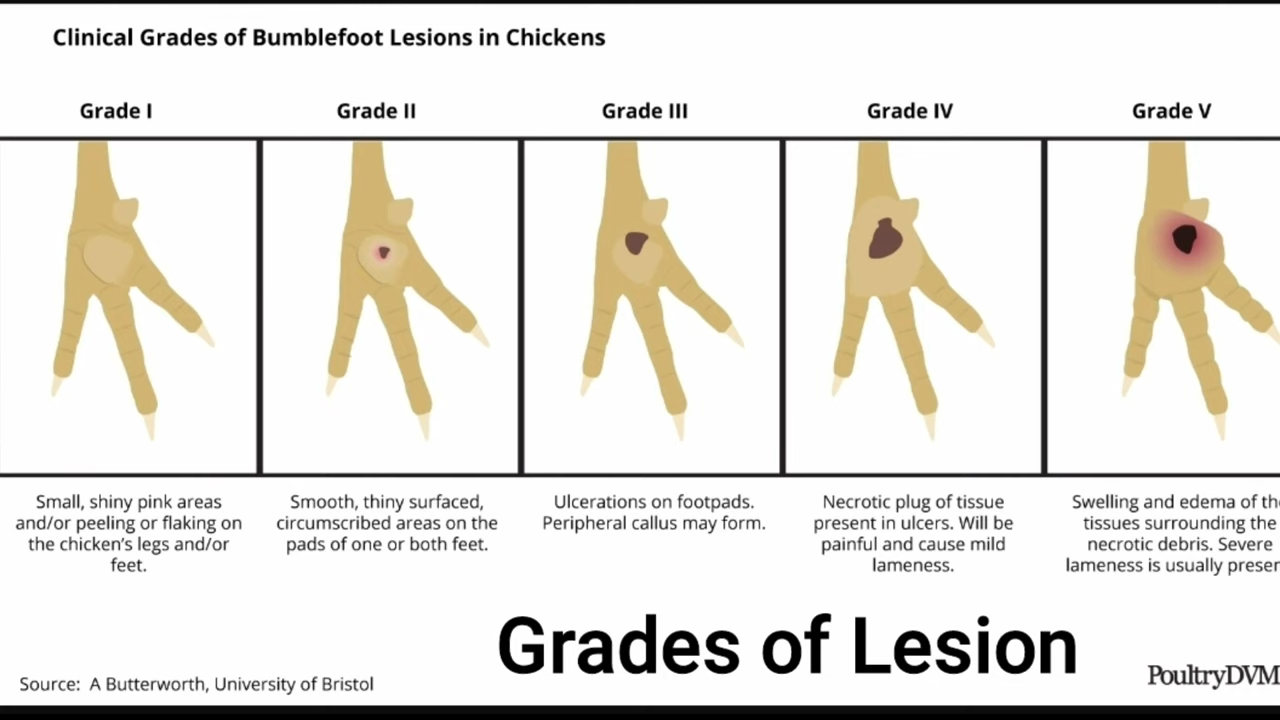 Clinical Grades of Bumblefoot Lesions in Chickens
Grade I
Grade II
Grade III
Grade IV
Grade V
Small, shiny pink areas
and/or peeling or flaking on
the chicken's legs and/or
feet.
Smooth, thiny surfaced,
circumscribed areas on the
pads of one or both feet.
Ulcerations on footpads.
Peripheral callus may form.
Necrotic plug of tissue
present in ulcers. Will be
painful and cause mild
lameness.
Swelling and edema of th
tissues surrounding the
necrotic debris. Severe
lameness is usually presen
Grades of Lesion
Source: A Butterworth, University of Bristol
PoultryDVM